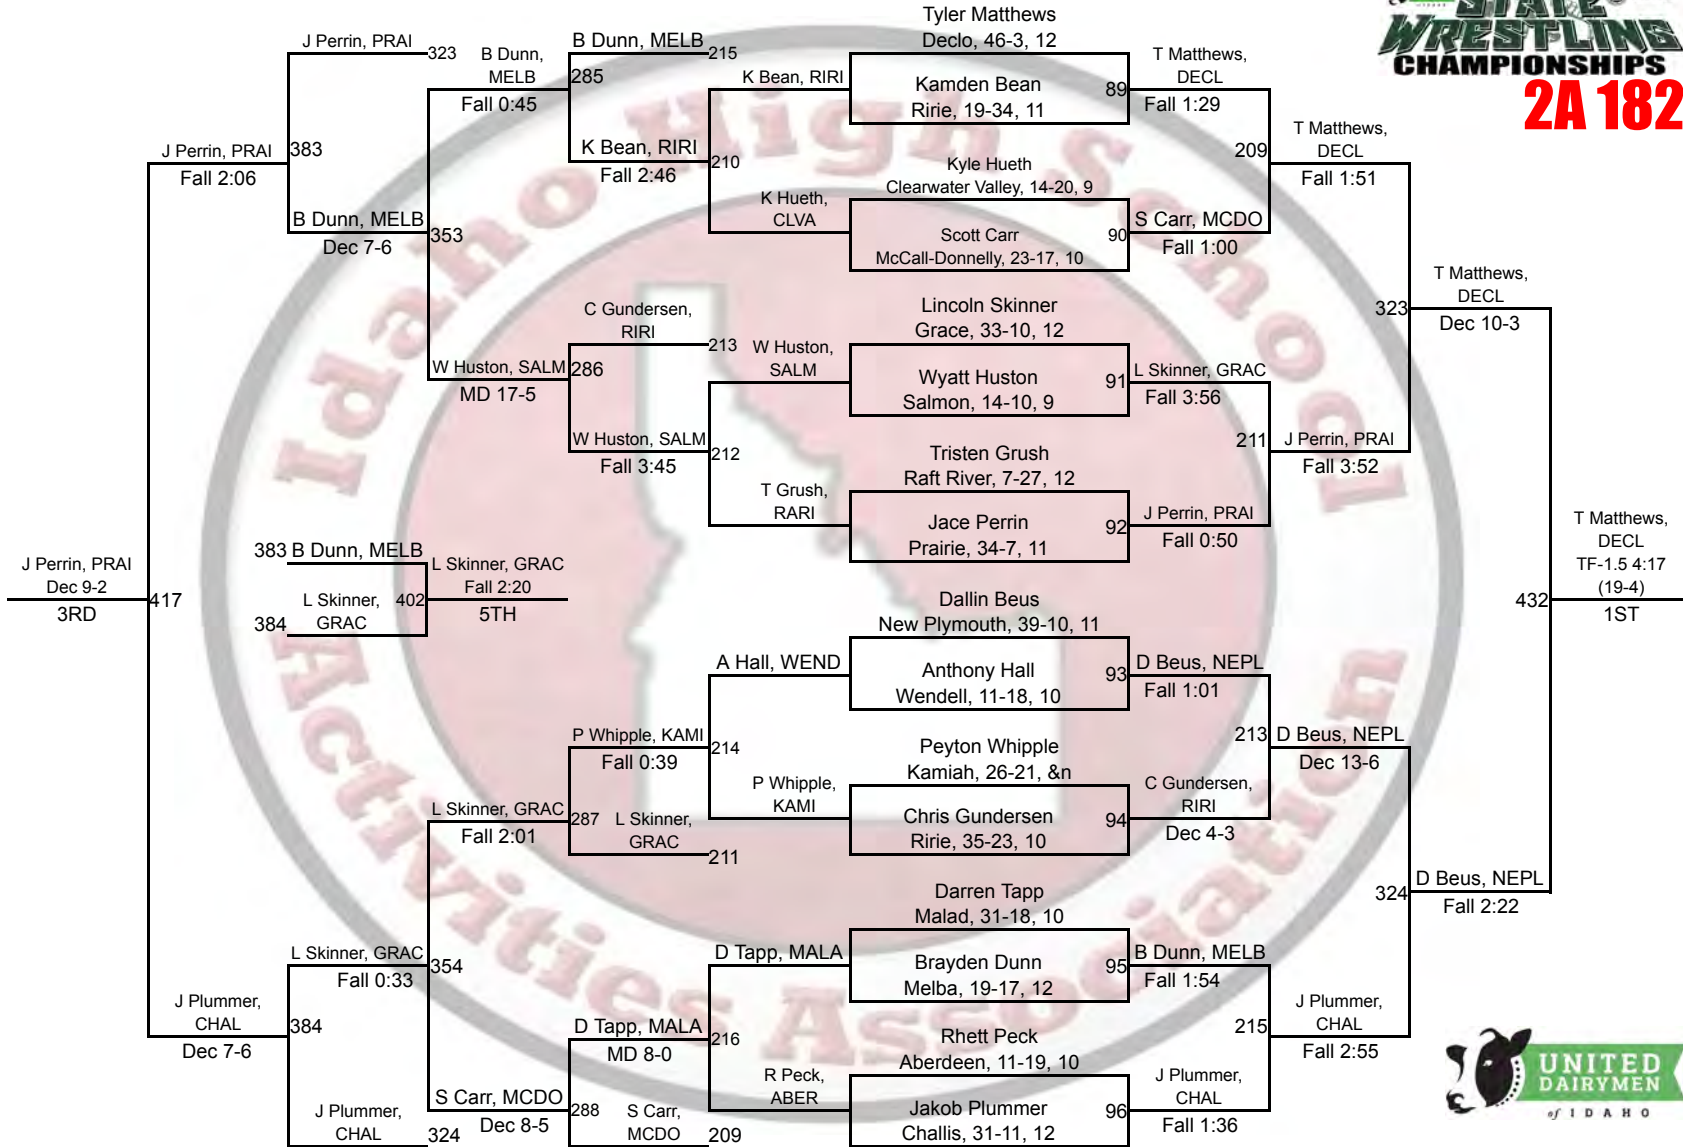 STATE
WRESTLING
CHAMPIONSHIPS
2A 182
Idaho High School
Activities Association
J Perrin, PRAI
323
J Perrin, PRAI
Fall 2:06
383
B Dunn, MELB
Dec 7-6
353
B Dunn,
MELB
Fall 0:45
285
B Dunn, MELB
215
K Bean, RIRI
Fall 2:46
210
K Bean, RIRI
K Hueth,
CLVA
W Huston, SALM
MD 17-5
286
C Gundersen,
RIRI
213
W Huston, SALM
Fall 3:45
212
W Huston,
SALM
T Grush,
RARI
J Perrin, PRAI
Dec 9-2
3RD
417
383
B Dunn, MELB
L Skinner,
GRAC
384
402
L Skinner, GRAC
Fall 2:20
5TH
A Hall, WEND
P Whipple, KAMI
Fall 0:39
214
P Whipple,
KAMI
L Skinner, GRAC
Fall 2:01
287
L Skinner,
GRAC
211
L Skinner, GRAC
Fall 0:33
354
J Plummer,
CHAL
Dec 7-6
384
J Plummer,
CHAL
324
D Tapp, MALA
D Tapp, MALA
MD 8-0
216
R Peck,
ABER
S Carr, MCDO
Dec 8-5
288
S Carr,
MCDO
209
Tyler Matthews
Declo, 46-3, 12
Kamden Bean
Ririe, 19-34, 11
89
T Matthews,
DECL
Fall 1:29
Kyle Hueth
Clearwater Valley, 14-20, 9
Scott Carr
McCall-Donnelly, 23-17, 10
90
S Carr, MCDO
Fall 1:00
209
T Matthews,
DECL
Fall 1:51
Lincoln Skinner
Grace, 33-10, 12
Wyatt Huston
Salmon, 14-10, 9
91
L Skinner, GRAC
Fall 3:56
Tristen Grush
Raft River, 7-27, 12
Jace Perrin
Prairie, 34-7, 11
92
J Perrin, PRAI
Fall 0:50
211
J Perrin, PRAI
Fall 3:52
323
T Matthews,
DECL
Dec 10-3
Dallin Beus
New Plymouth, 39-10, 11
Anthony Hall
Wendell, 11-18, 10
93
D Beus, NEPL
Fall 1:01
Peyton Whipple
Kamiah, 26-21, &n
Chris Gundersen
Ririe, 35-23, 10
94
C Gundersen,
RIRI
Dec 4-3
213
D Beus, NEPL
Dec 13-6
Darren Tapp
Malad, 31-18, 10
Brayden Dunn
Melba, 19-17, 12
95
B Dunn, MELB
Fall 1:54
Rhett Peck
Aberdeen, 11-19, 10
Jakob Plummer
Challis, 31-11, 12
96
J Plummer,
CHAL
Fall 1:36
215
J Plummer,
CHAL
Fall 2:55
324
D Beus, NEPL
Fall 2:22
432
T Matthews,
DECL
TF-1.5 4:17
(19-4)
1ST
UNITED
DAIRYMEN
of IDAHO